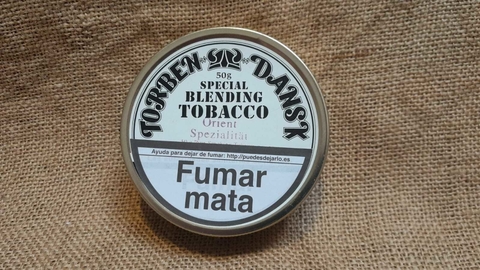 TORBEN DANSK
50g
SPECIAL
BLENDING
TOBACCO
Orient
Spezialität
Ayuda para dejar de fumar: http://puedesdejarlo.es
Fumar
mata